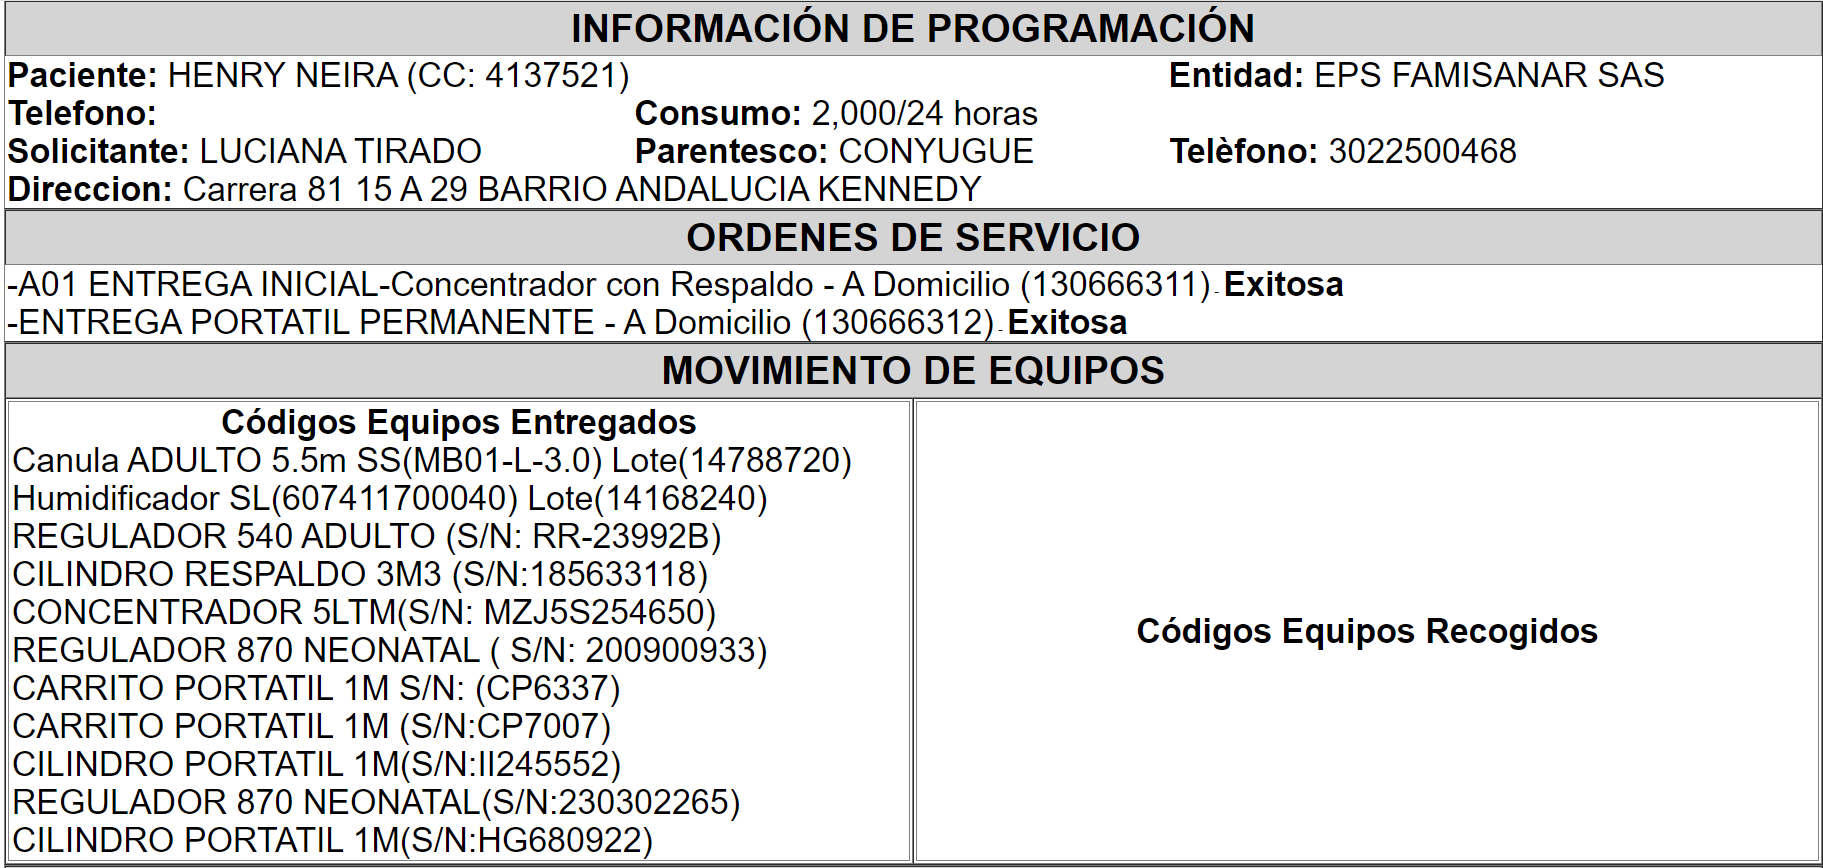 INFORMACIÓN DE PROGRAMACIÓN
Paciente: HENRY NEIRA (CC: 4137521) Entidad: EPS FAMISANAR SAS
Telefono: Consumo: 2,000/24 horas
Solicitante: LUCIANA TIRADO Parentesco: CONYUGUE Telèfono: 3022500468
Direccion: Carrera 81 15 A 29 BARRIO ANDALUCIA KENNEDY
ORDENES DE SERVICIO
-A01 ENTREGA INICIAL-Concentrador con Respaldo - A Domicilio (130666311) - Exitosa
-ENTREGA PORTATIL PERMANENTE - A Domicilio (130666312) - Exitosa
MOVIMIENTO DE EQUIPOS
Códigos Equipos Entregados
Canula ADULTO 5.5m SS(MB01-L-3.0) Lote(14788720)
Humidificador SL(607411700040) Lote(14168240)
REGULADOR 540 ADULTO (S/N: RR-23992B)
CILINDRO RESPALDO 3M3 (S/N:185633118)
CONCENTRADOR 5LTM(S/N: MZJ5S254650)
REGULADOR 870 NEONATAL ( S/N: 200900933)
CARRITO PORTATIL 1M S/N: (CP6337)
CARRITO PORTATIL 1M (S/N:CP7007)
CILINDRO PORTATIL 1M(S/N:II245552)
REGULADOR 870 NEONATAL(S/N:230302265)
CILINDRO PORTATIL 1M(S/N:HG680922)
Códigos Equipos Recogidos